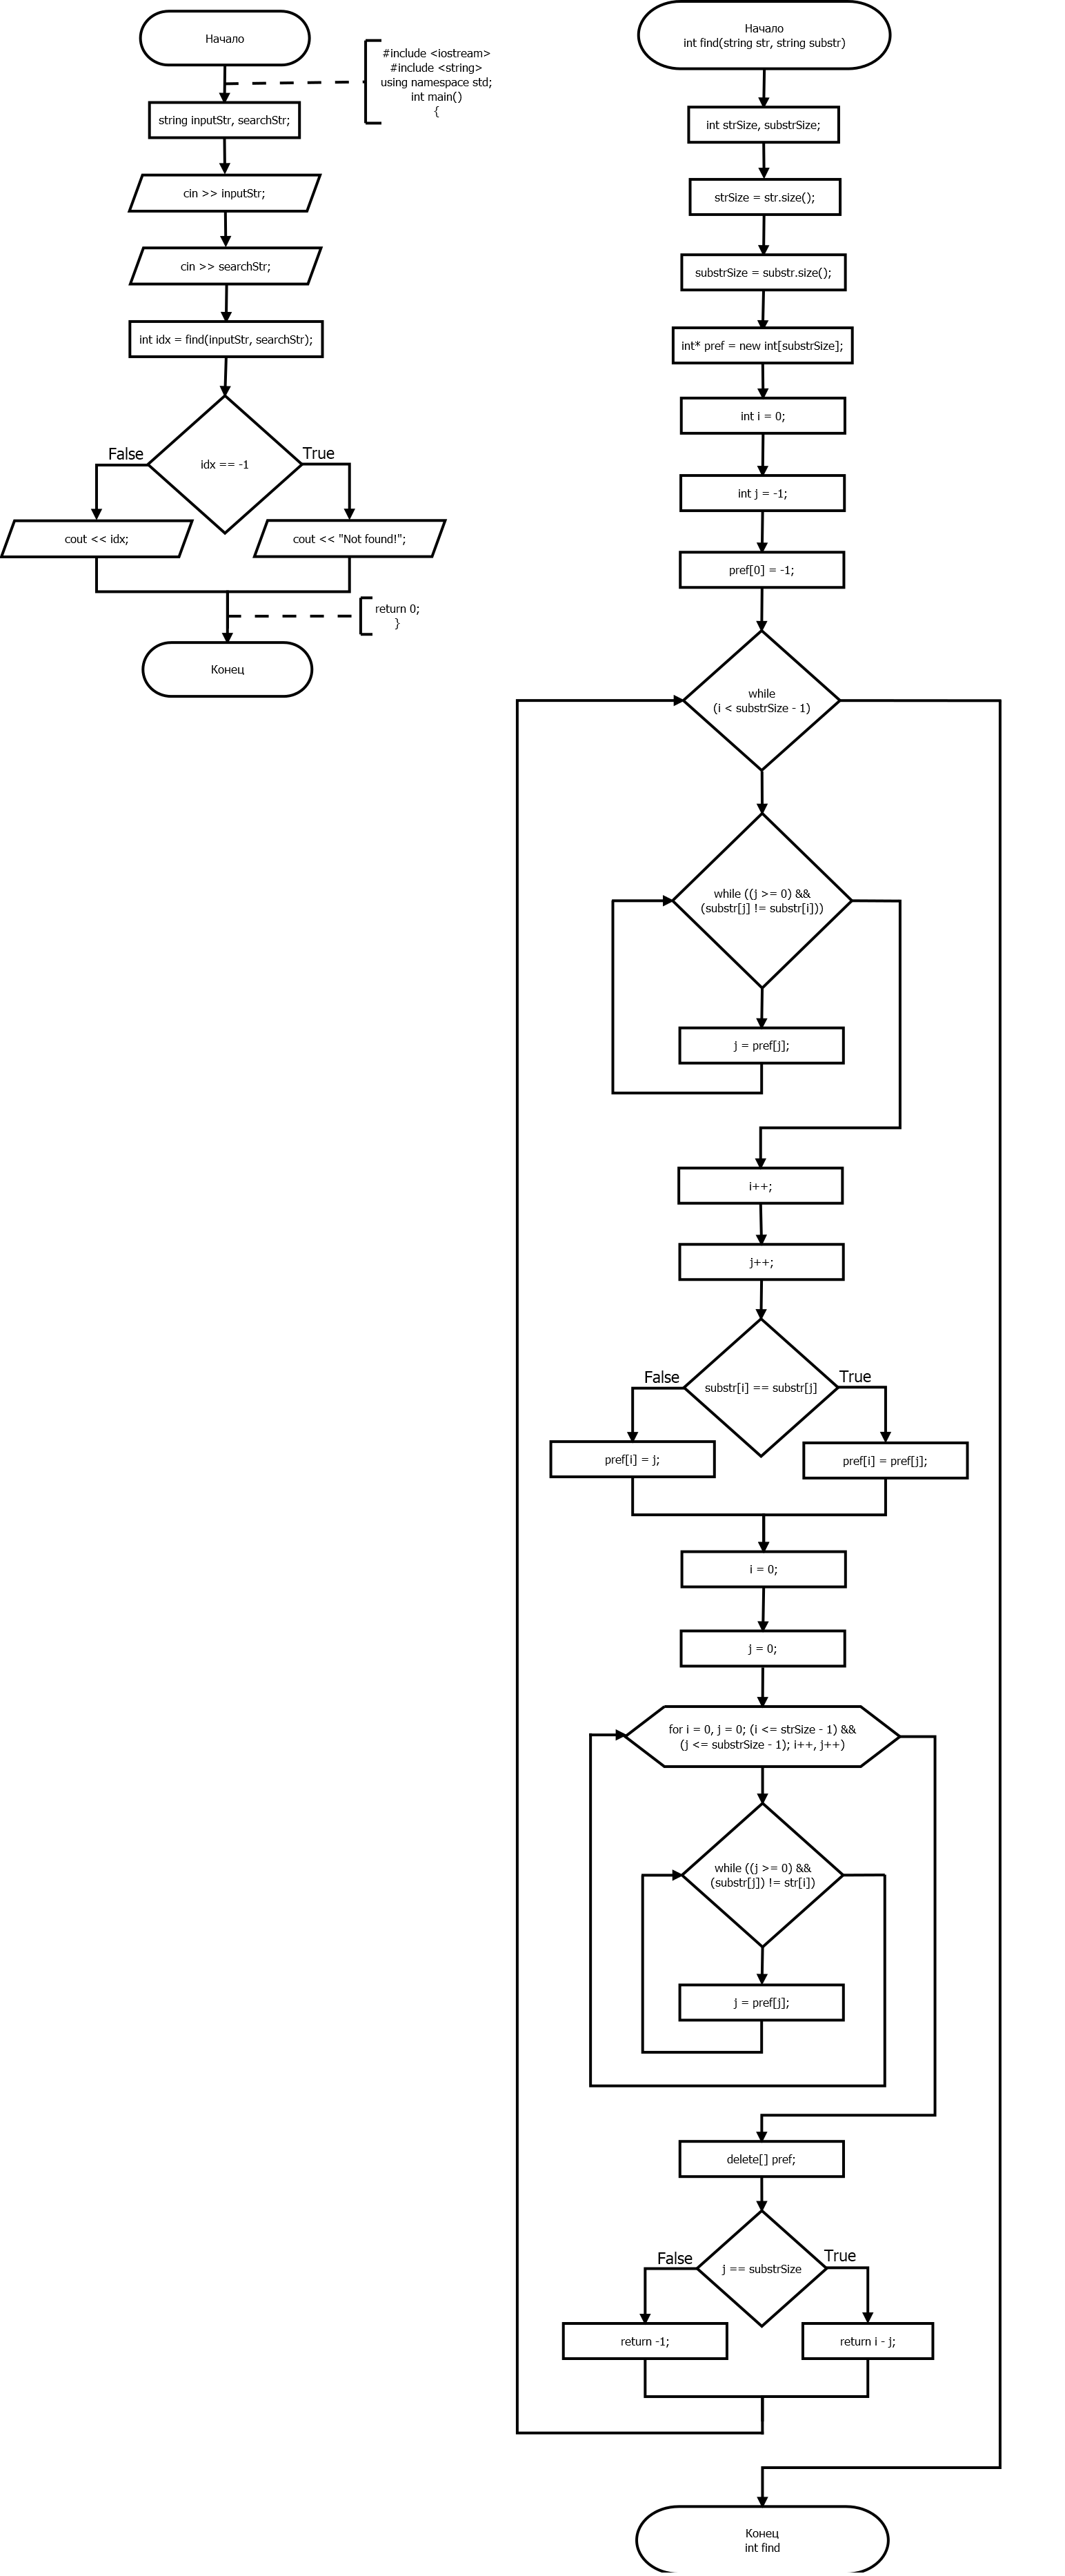 Начало
#include <iostream>
#include <string>
using namespace std;
int main()
{
string inputStr, searchStr;
cin >> inputStr;
cin >> searchStr;
int idx = find(inputStr, searchStr);
False
True
idx == -1
cout << idx;
cout << "Not found!";
return 0;
}
Конец
Начало
int find(string str, string substr)
int strSize, substrSize;
strSize = str.size();
substrSize = substr.size();
int* pref = new int[substrSize];
int i = 0;
int j = -1;
pref[0] = -1;
while
(i < substrSize - 1)
while ((j >= 0) &&
(substr[j] != substr[i]))
j = pref[j];
i++;
j++;
False
True
substr[i] == substr[j]
pref[i] = j;
pref[i] = pref[j];
i = 0;
j = 0;
for i = 0, j = 0; (i <= strSize - 1) &&
(j <= substrSize - 1); i++, j++)
while ((j >= 0) &&
(substr[j]) != str[i])
j = pref[j];
delete[] pref;
False
True
j == substrSize
return -1;
return i - j;
Конец
int find